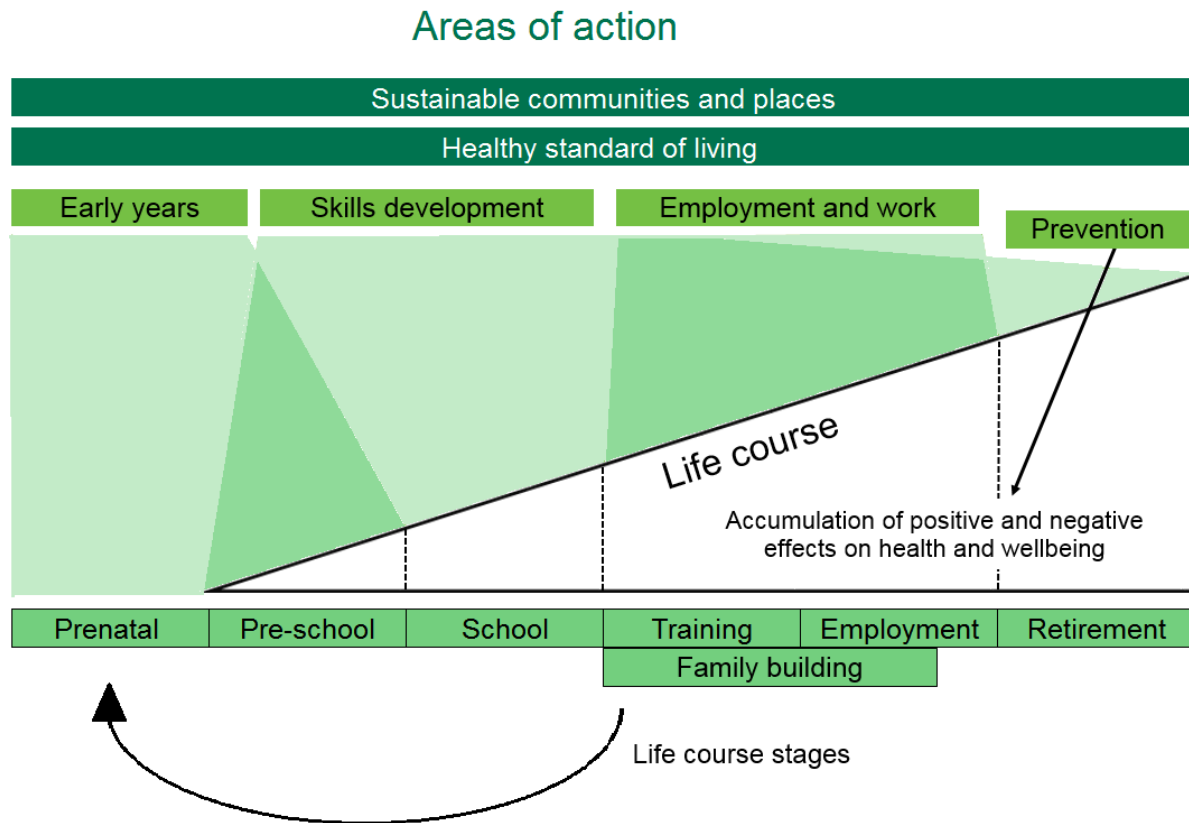 Areas of action
Sustainable communities and places
Healthy standard of living
Early years
Skills development
Employment and work
Prevention
Life course
Accumulation of positive and negative
effects on health and wellbeing
Prenatal
Pre-school
School
Training
Employment
Retirement
Family building
Life course stages